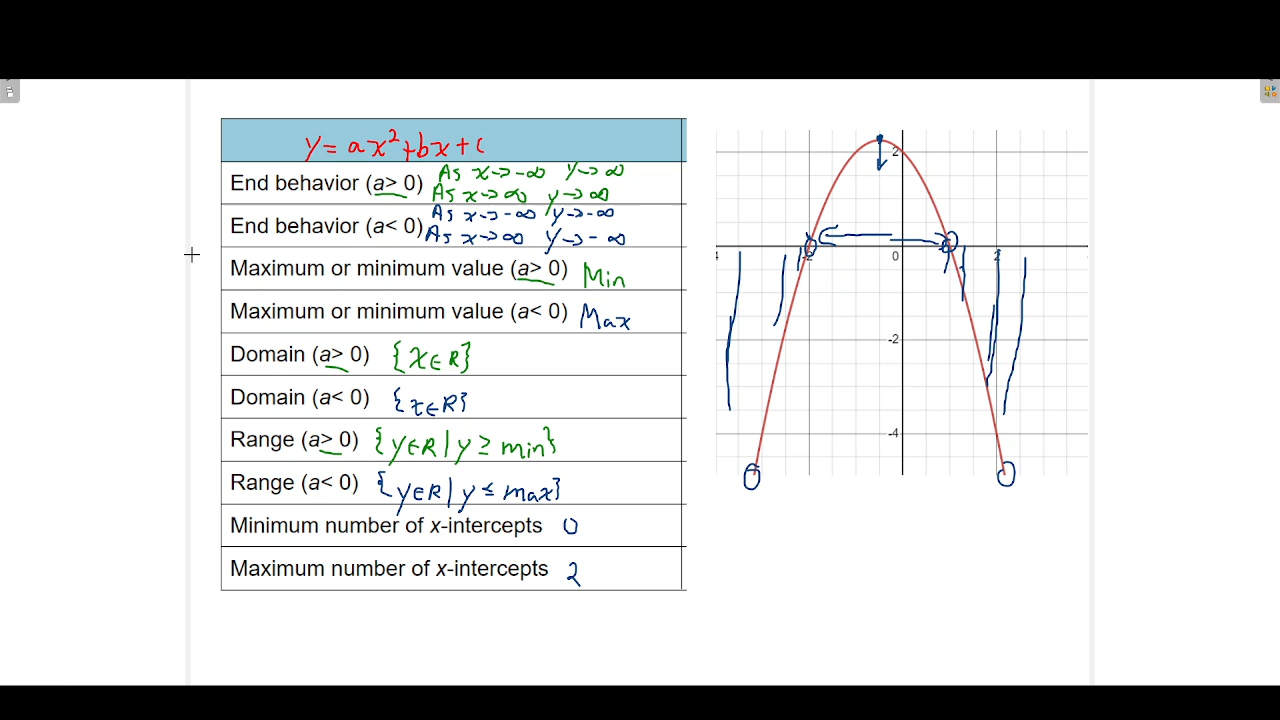 y = ax²+bx+c
End behavior (a> 0) As x→-∞ y→∞
As x→∞ y→∞
End behavior (a< 0) As x→-∞ y→-∞
As x→∞ y→-∞
Maximum or minimum value (a> 0) Min
Maximum or minimum value (a< 0) Max
Domain (a> 0) {x∈R}
Domain (a< 0) {x∈R}
Range (a> 0) {y∈R | y ≥ min}
Range (a< 0) {y∈R | y ≤ max}
Minimum number of x-intercepts 0
Maximum number of x-intercepts 2
2
4 -2 0 2
-2
-4